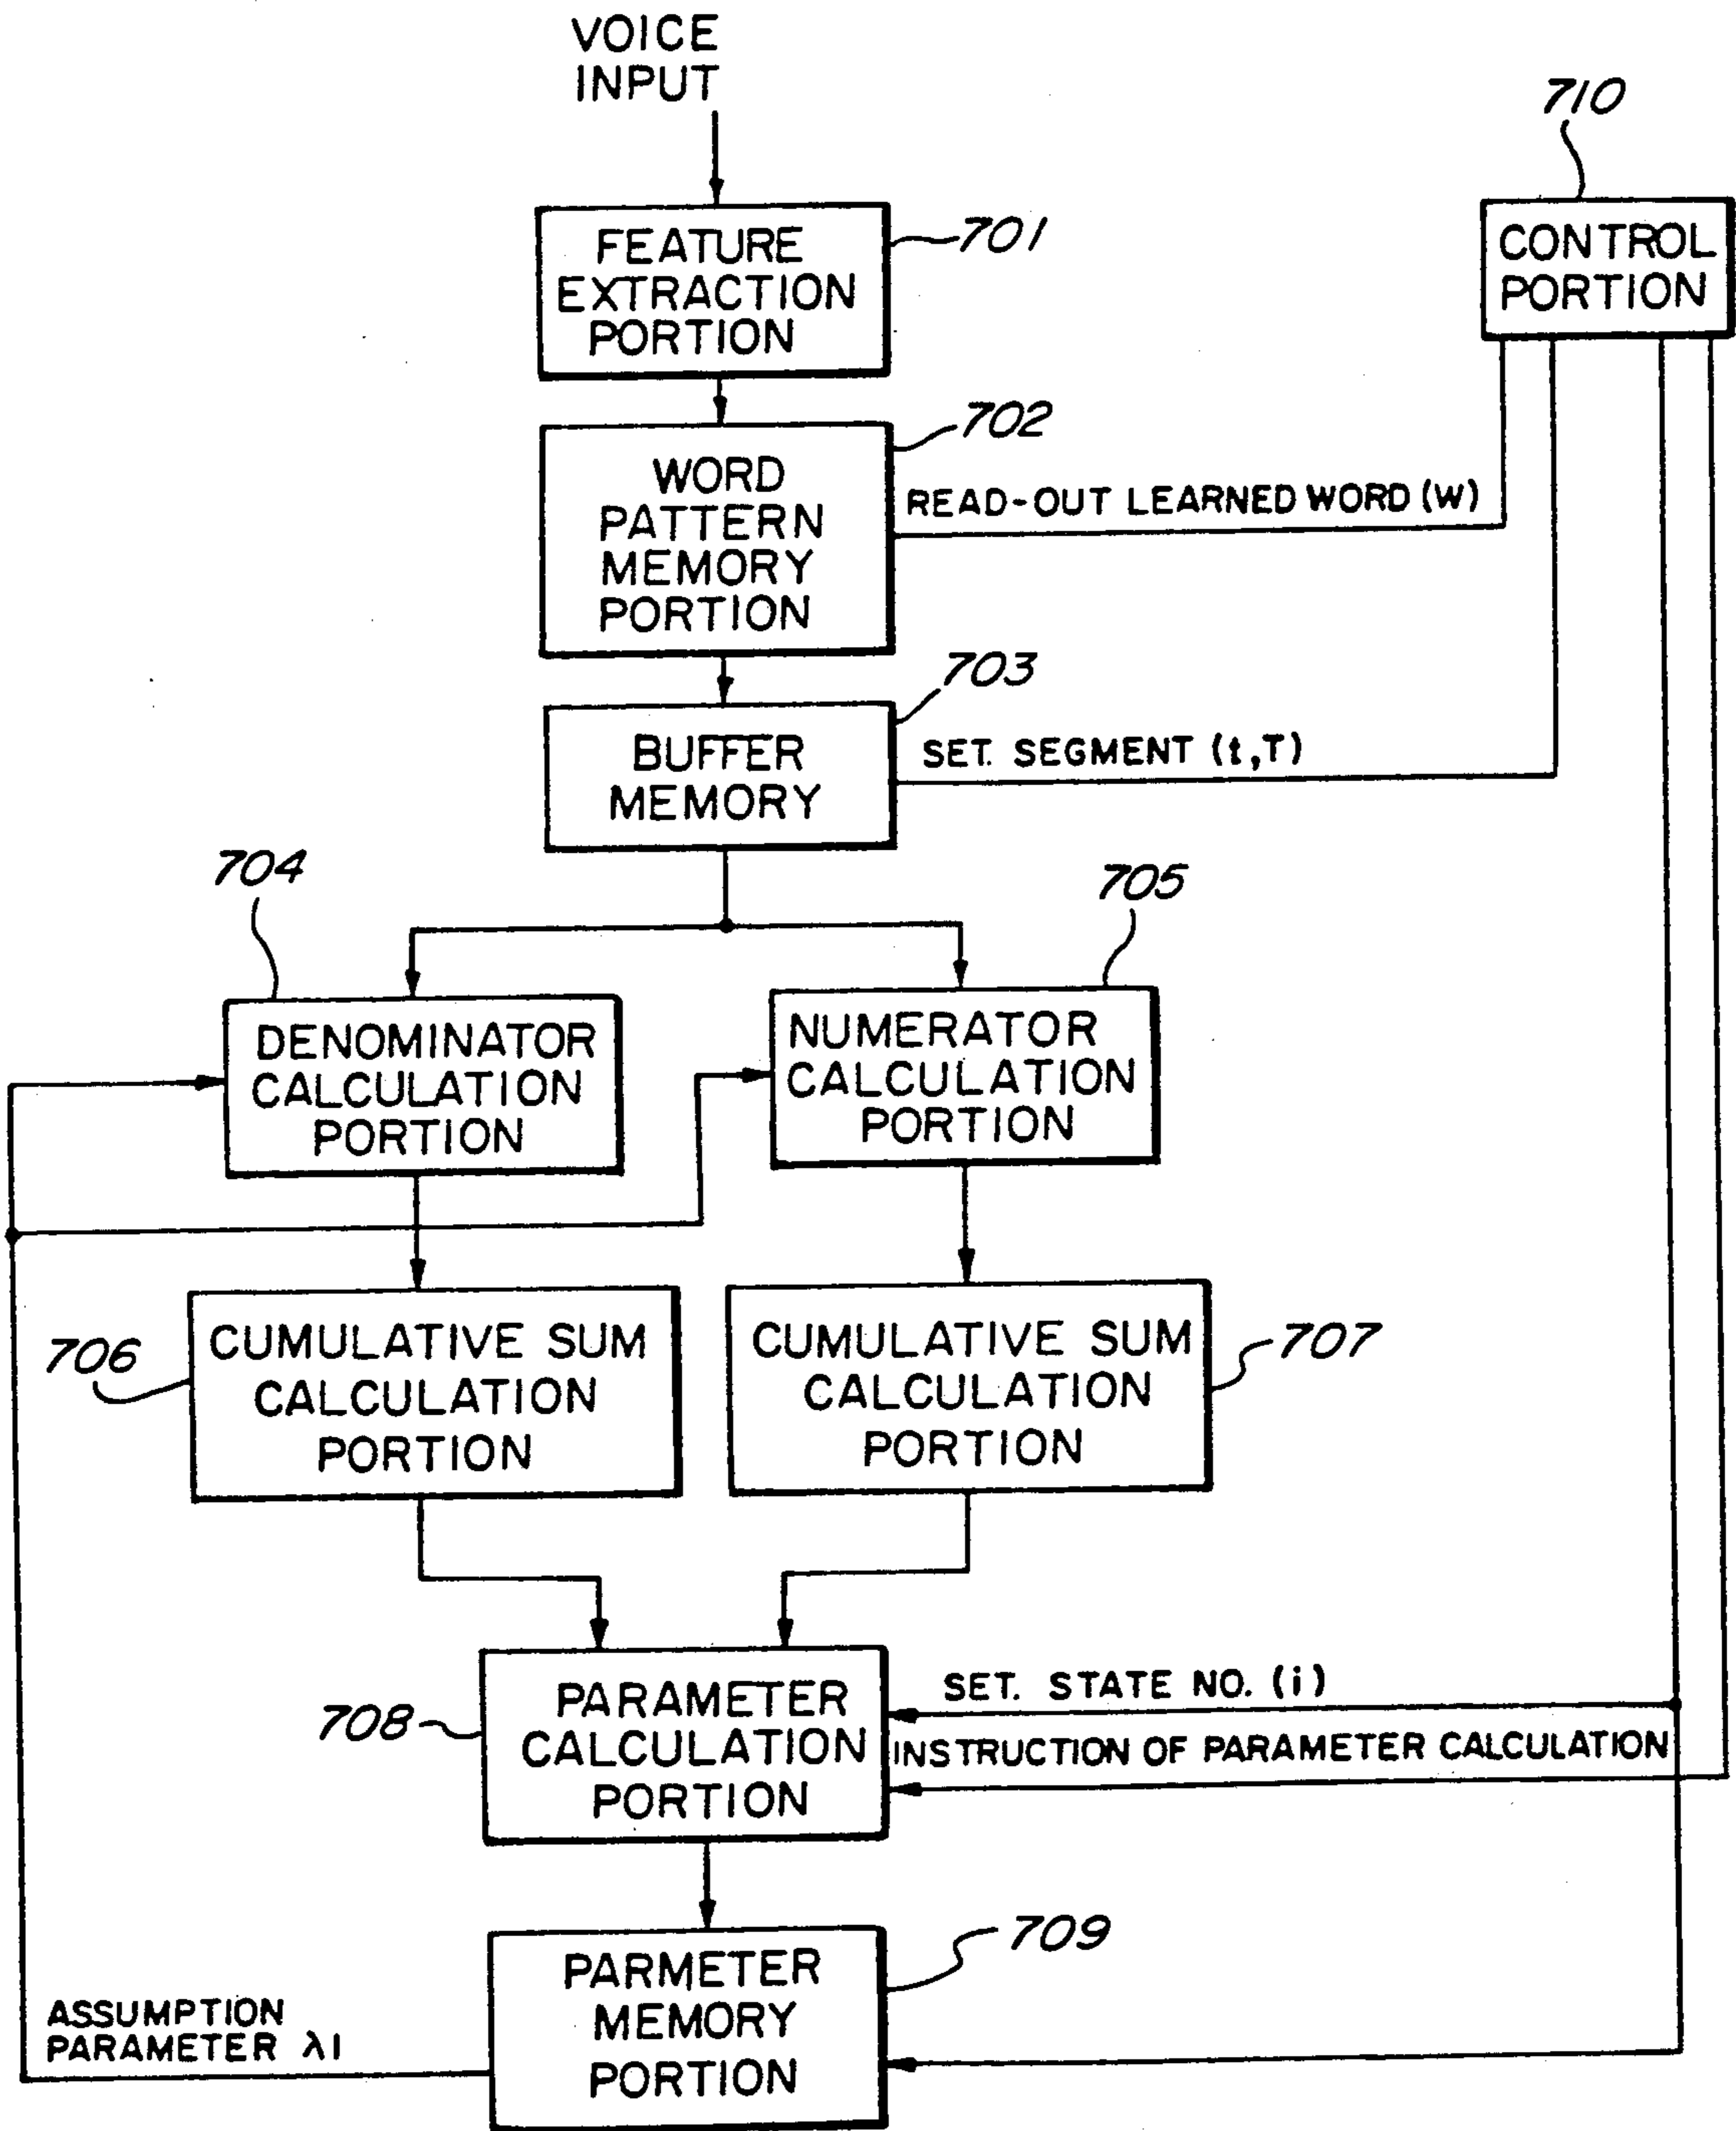 VOICE
INPUT
710
CONTROL
PORTION
701
FEATURE
EXTRACTION
PORTION
702
WORD
PATTERN
MEMORY
PORTION
READ-OUT LEARNED WORD (W)
703
BUFFER
MEMORY
SET. SEGMENT (t,T)
704
705
DENOMINATOR
CALCULATION
PORTION
NUMERATOR
CALCULATION
PORTION
706
CUMULATIVE SUM
CALCULATION
PORTION
CUMULATIVE SUM
CALCULATION
PORTION
707
708
PARAMETER
CALCULATION
PORTION
SET. STATE NO. (i)
INSTRUCTION OF PARAMETER CALCULATION
709
PARMETER
MEMORY
PORTION
ASSUMPTION
PARAMETER λI